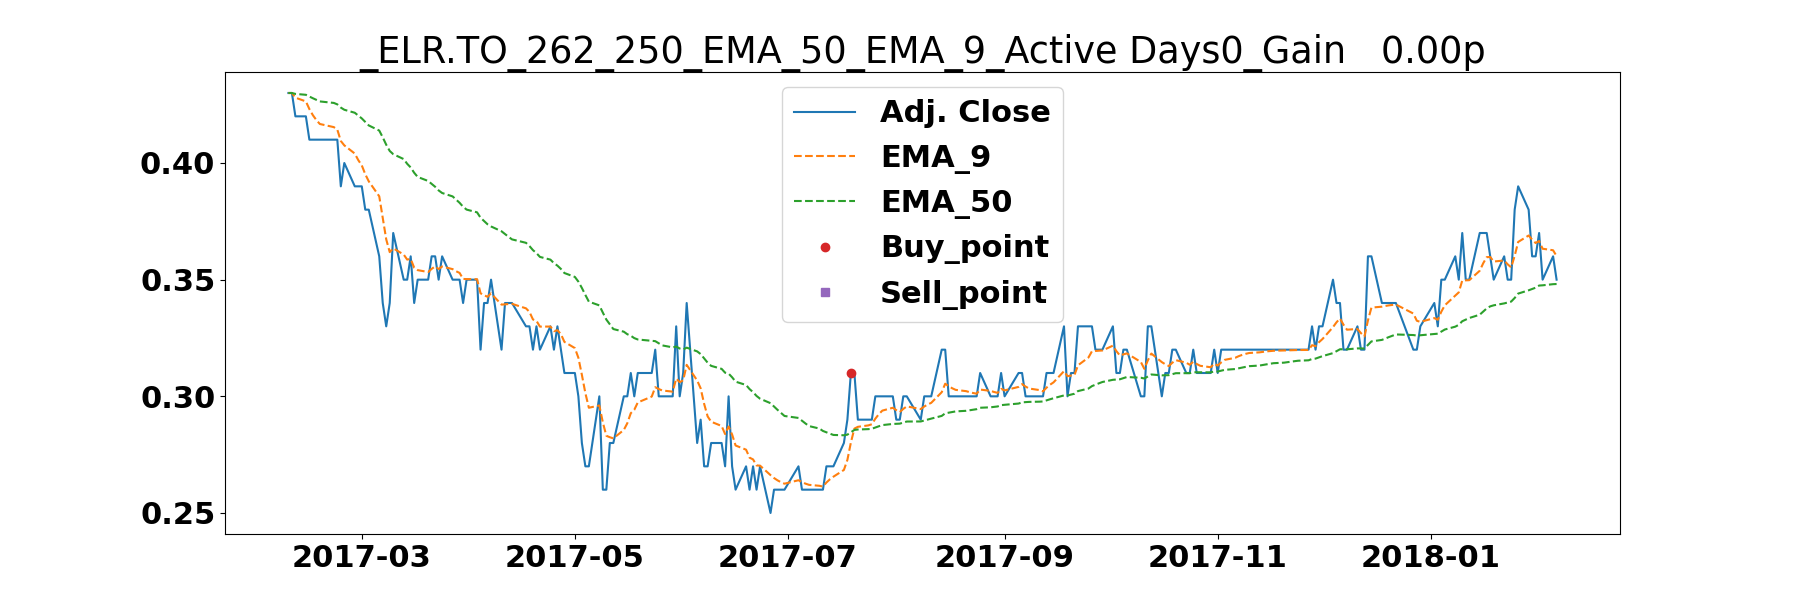 _ELR.TO_262_250_EMA_50_EMA_9_Active Days0_Gain   0.00p
Adj. Close
EMA_9
EMA_50
Buy_point
Sell_point
0.40
0.35
0.30
0.25
2017-03 2017-05 2017-07 2017-09 2017-11 2018-01